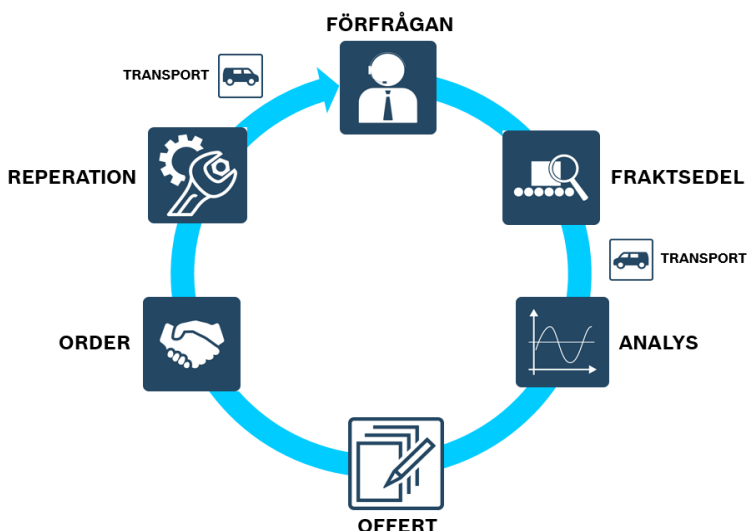 FÖRFRÅGAN
TRANSPORT
REPERATION
FRAKTSEDEL
TRANSPORT
ORDER
ANALYS
OFFERT